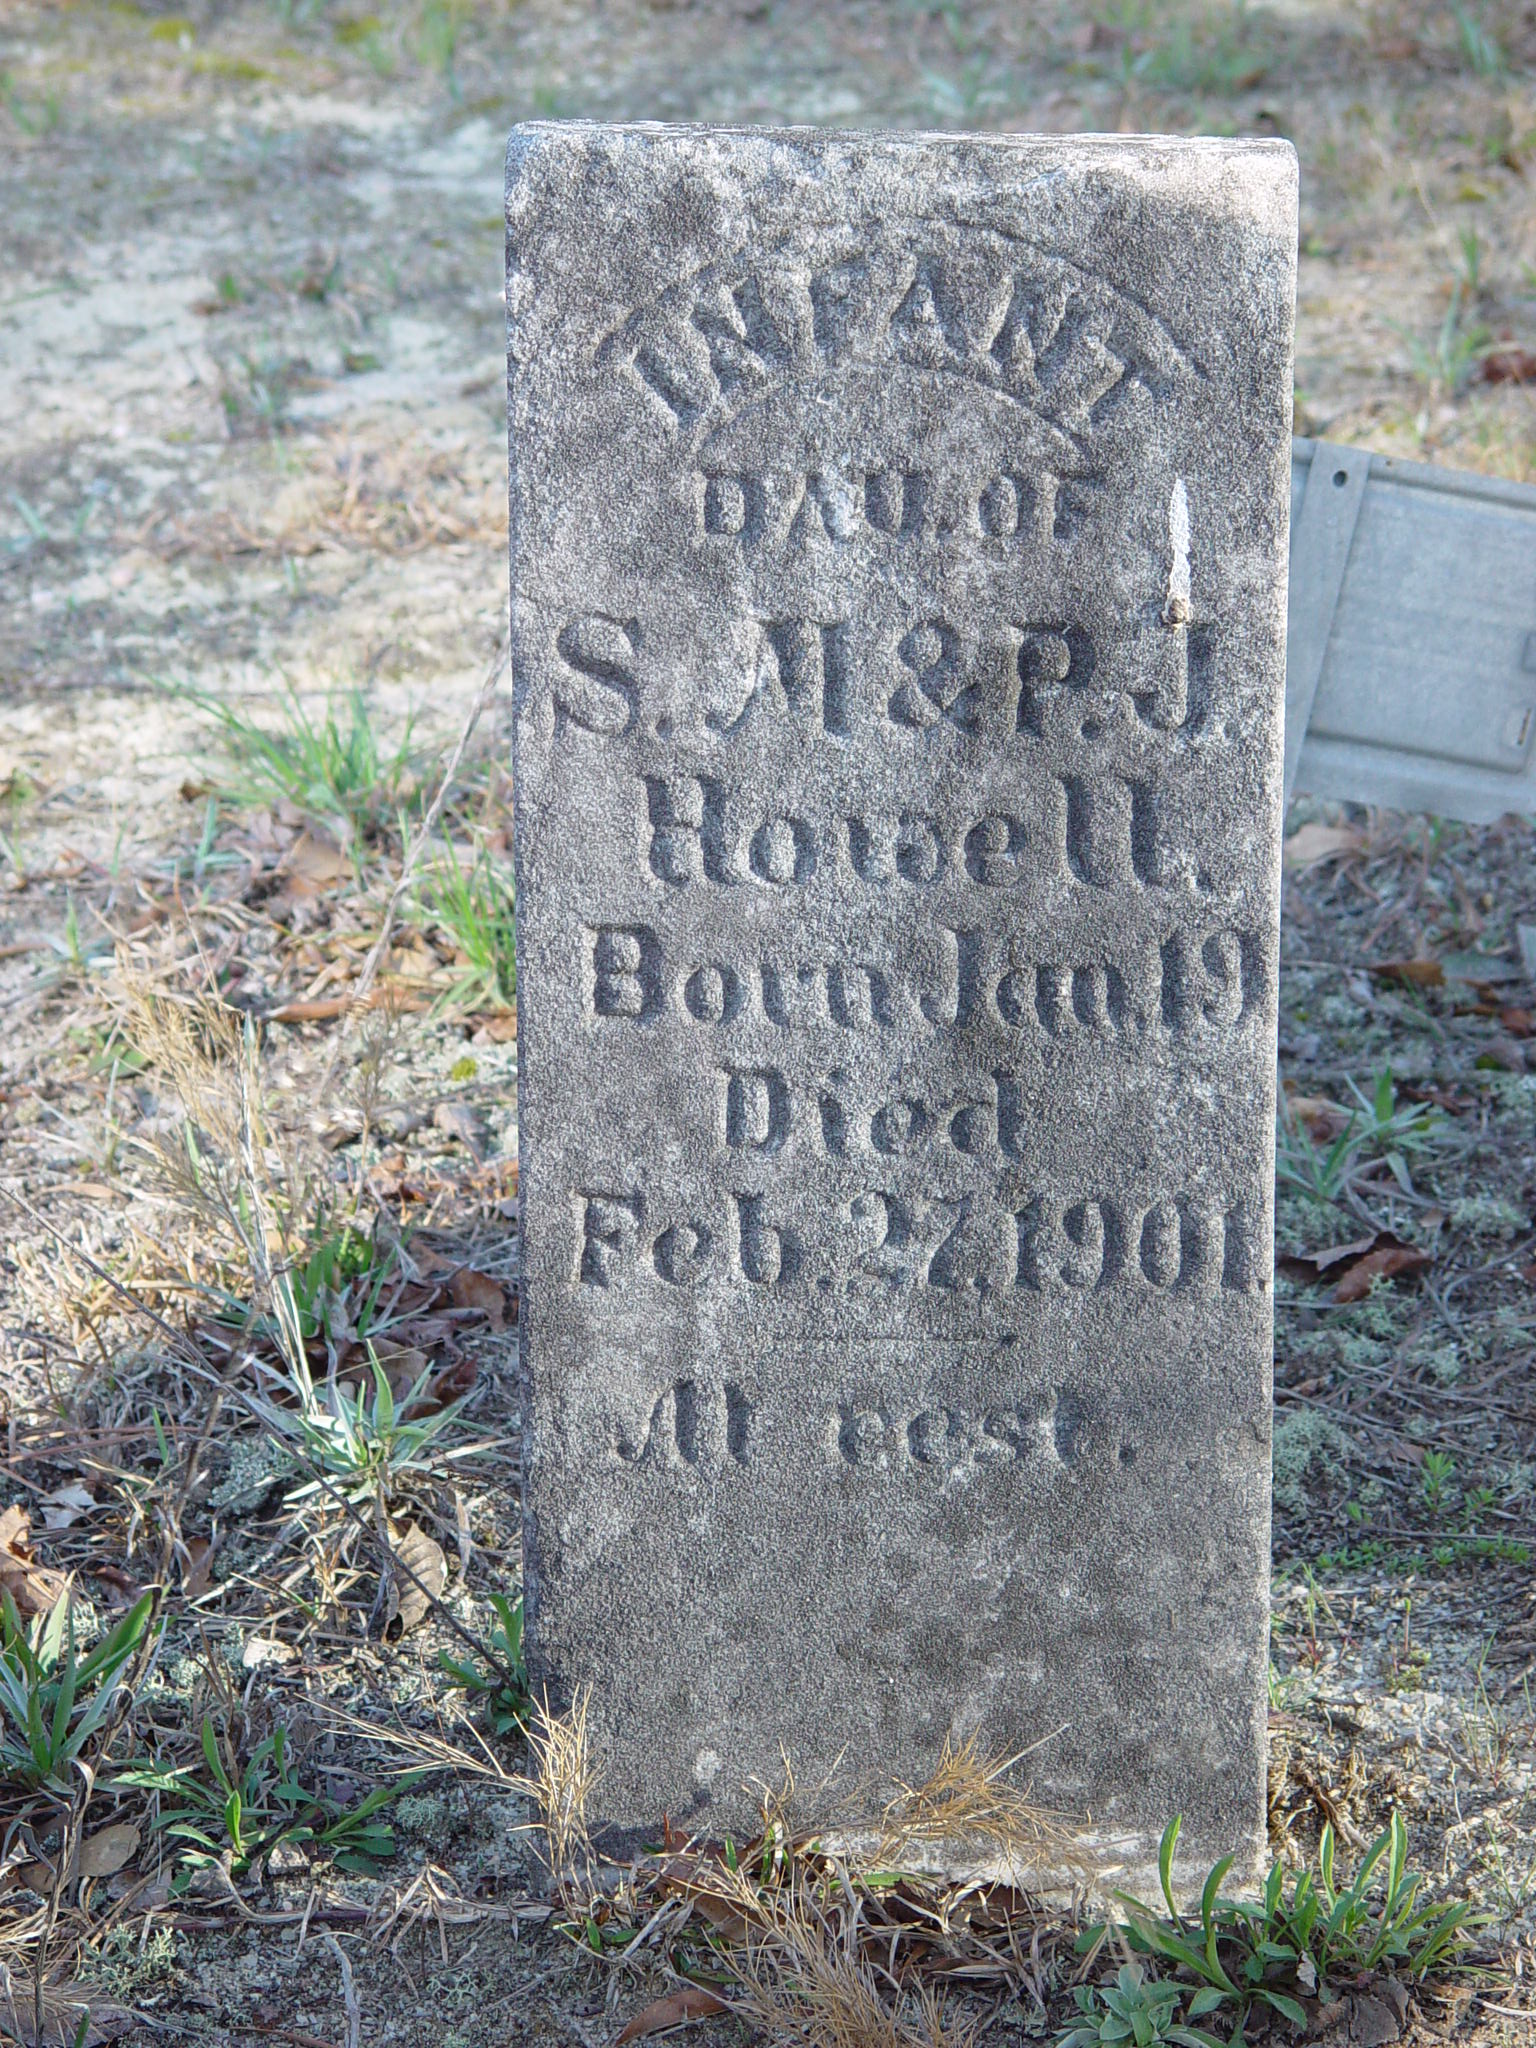 INFANT
DAU. OF
S. M & P. J.
Howell.
Born Jan. 19
Died
Feb. 27, 1901.
At rest.